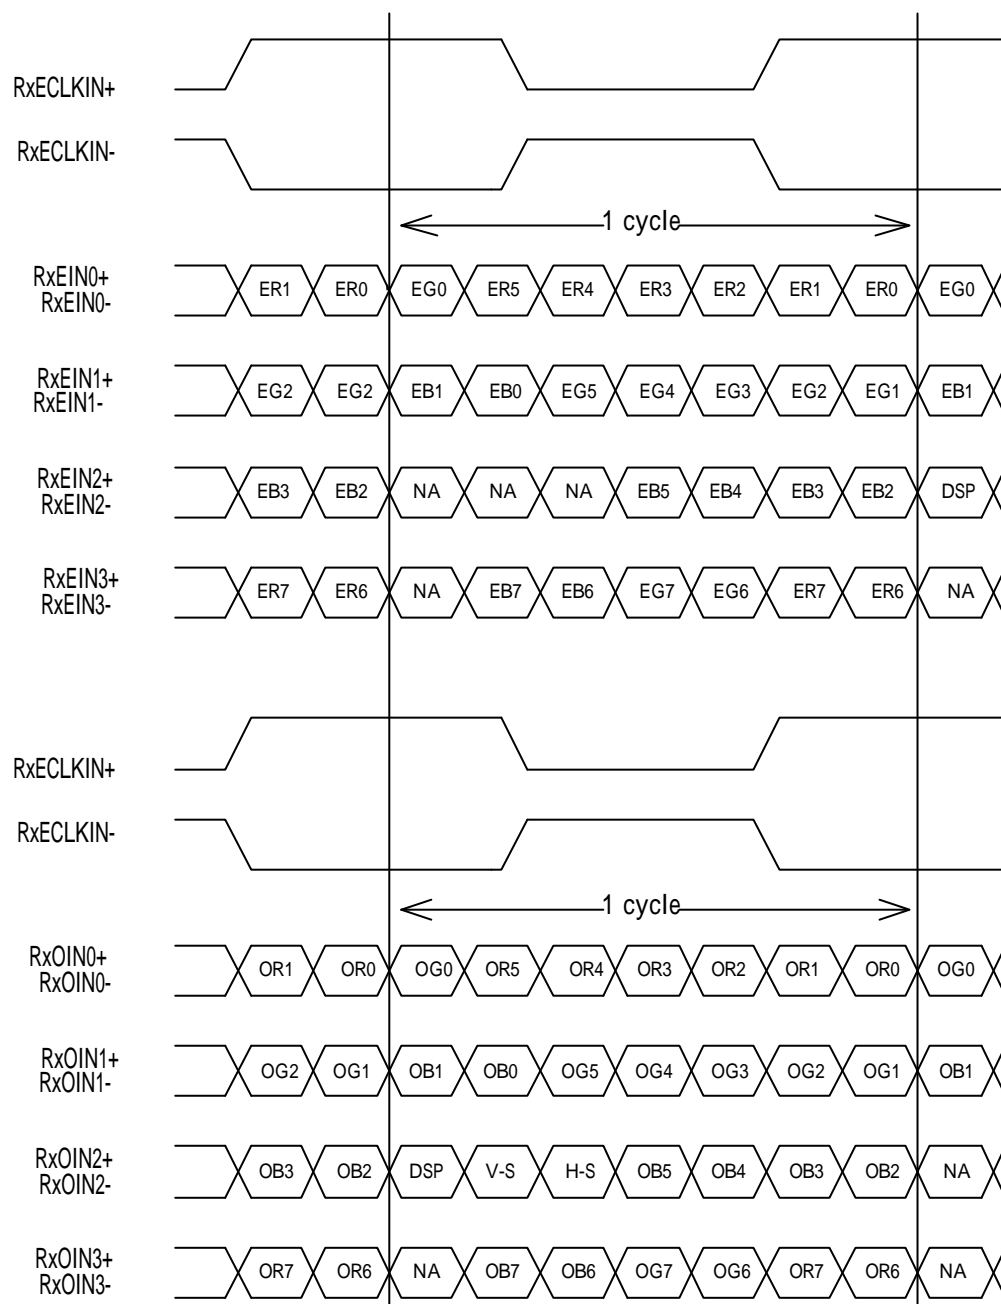 RxECLKIN+
RxECLKIN-
1 cycle
RxEIN0+
RxEIN0-
ER1 ER0 EG0 ER5 ER4 ER3 ER2 ER1 ER0 EG0
RxEIN1+
RxEIN1-
EG2 EG2 EB1 EB0 EG5 EG4 EG3 EG2 EG1 EB1
RxEIN2+
RxEIN2-
EB3 EB2 NA NA NA EB5 EB4 EB3 EB2 DSP
RxEIN3+
RxEIN3-
ER7 ER6 NA EB7 EB6 EG7 EG6 ER7 ER6 NA
RxECLKIN+
RxECLKIN-
1 cycle
RxOIN0+
RxOIN0-
OR1 OR0 OG0 OR5 OR4 OR3 OR2 OR1 OR0 OG0
RxOIN1+
RxOIN1-
OG2 OG1 OB1 OB0 OG5 OG4 OG3 OG2 OG1 OB1
RxOIN2+
RxOIN2-
OB3 OB2 DSP V-S H-S OB5 OB4 OB3 OB2 NA
RxOIN3+
RxOIN3-
OR7 OR6 NA OB7 OB6 OG7 OG6 OR7 OR6 NA